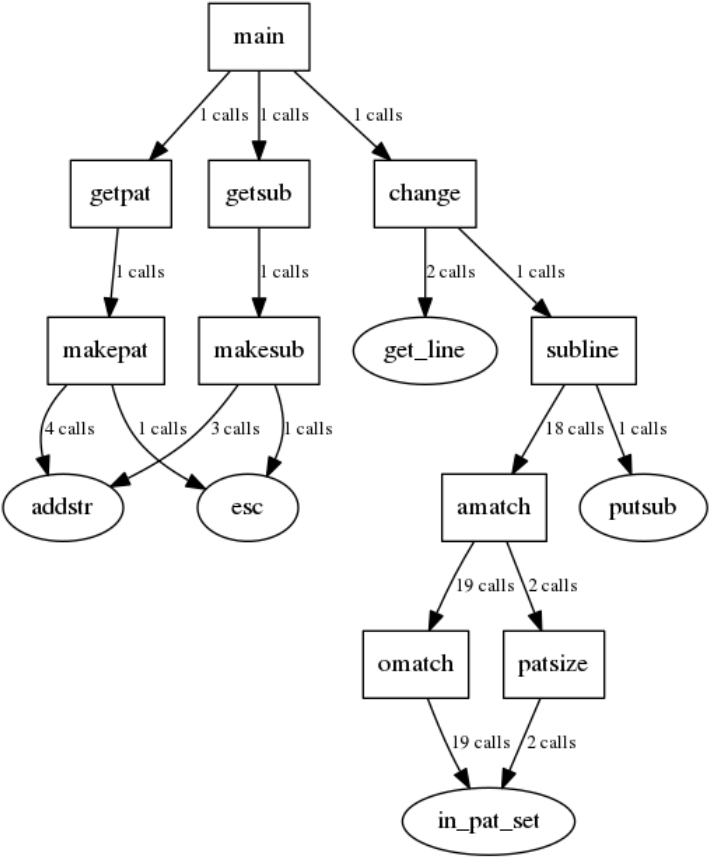 main
1 calls
1 calls
1 calls
getpat
getsub
change
1 calls
1 calls
2 calls
1 calls
makepat
makesub
get_line
subline
4 calls
1 calls
3 calls
1 calls
18 calls
1 calls
addstr
esc
amatch
putsub
19 calls
2 calls
omatch
patsize
19 calls
2 calls
in_pat_set